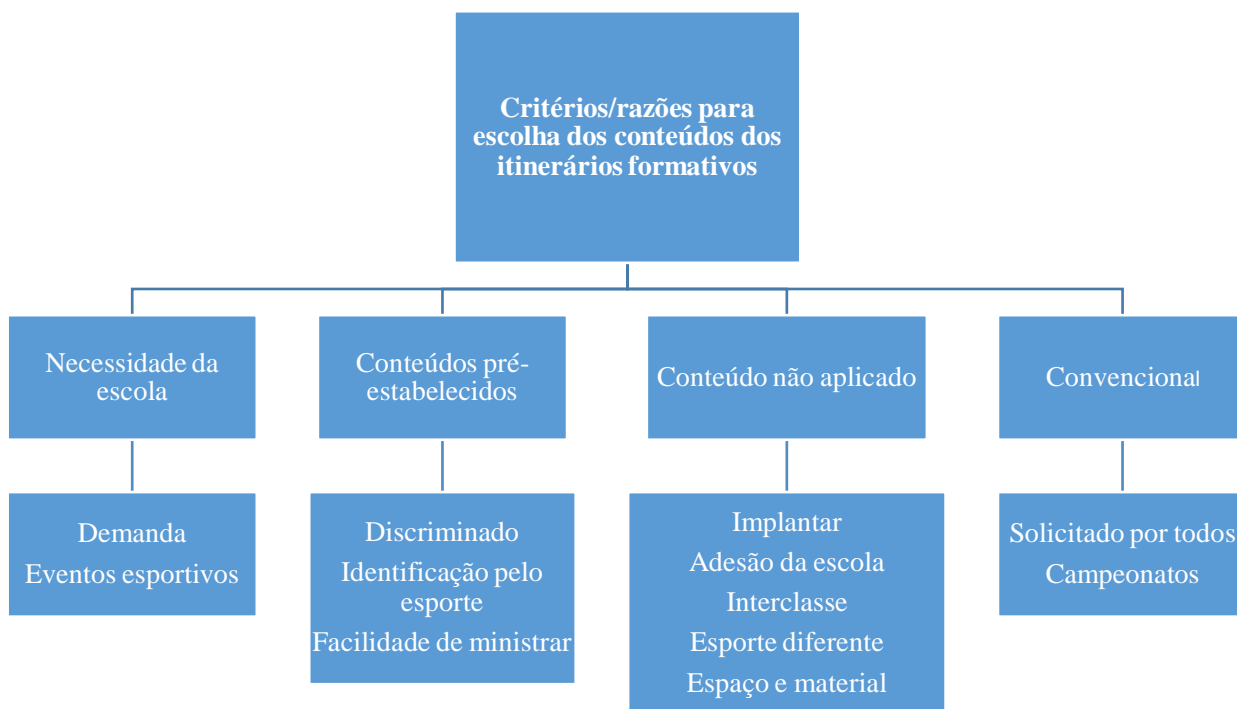 Critérios/razões para
escolha dos conteúdos dos
itinerários formativos
Necessidade da
escola
Conteúdos pré-
estabelecidos
Conteúdo não aplicado
Convencional
Demanda
Eventos esportivos
Discriminado
Identificação pelo
esporte
Facilidade de ministrar
Implantar
Adesão da escola
Interclasse
Esporte diferente
Espaço e material
Solicitado por todos
Campeonatos